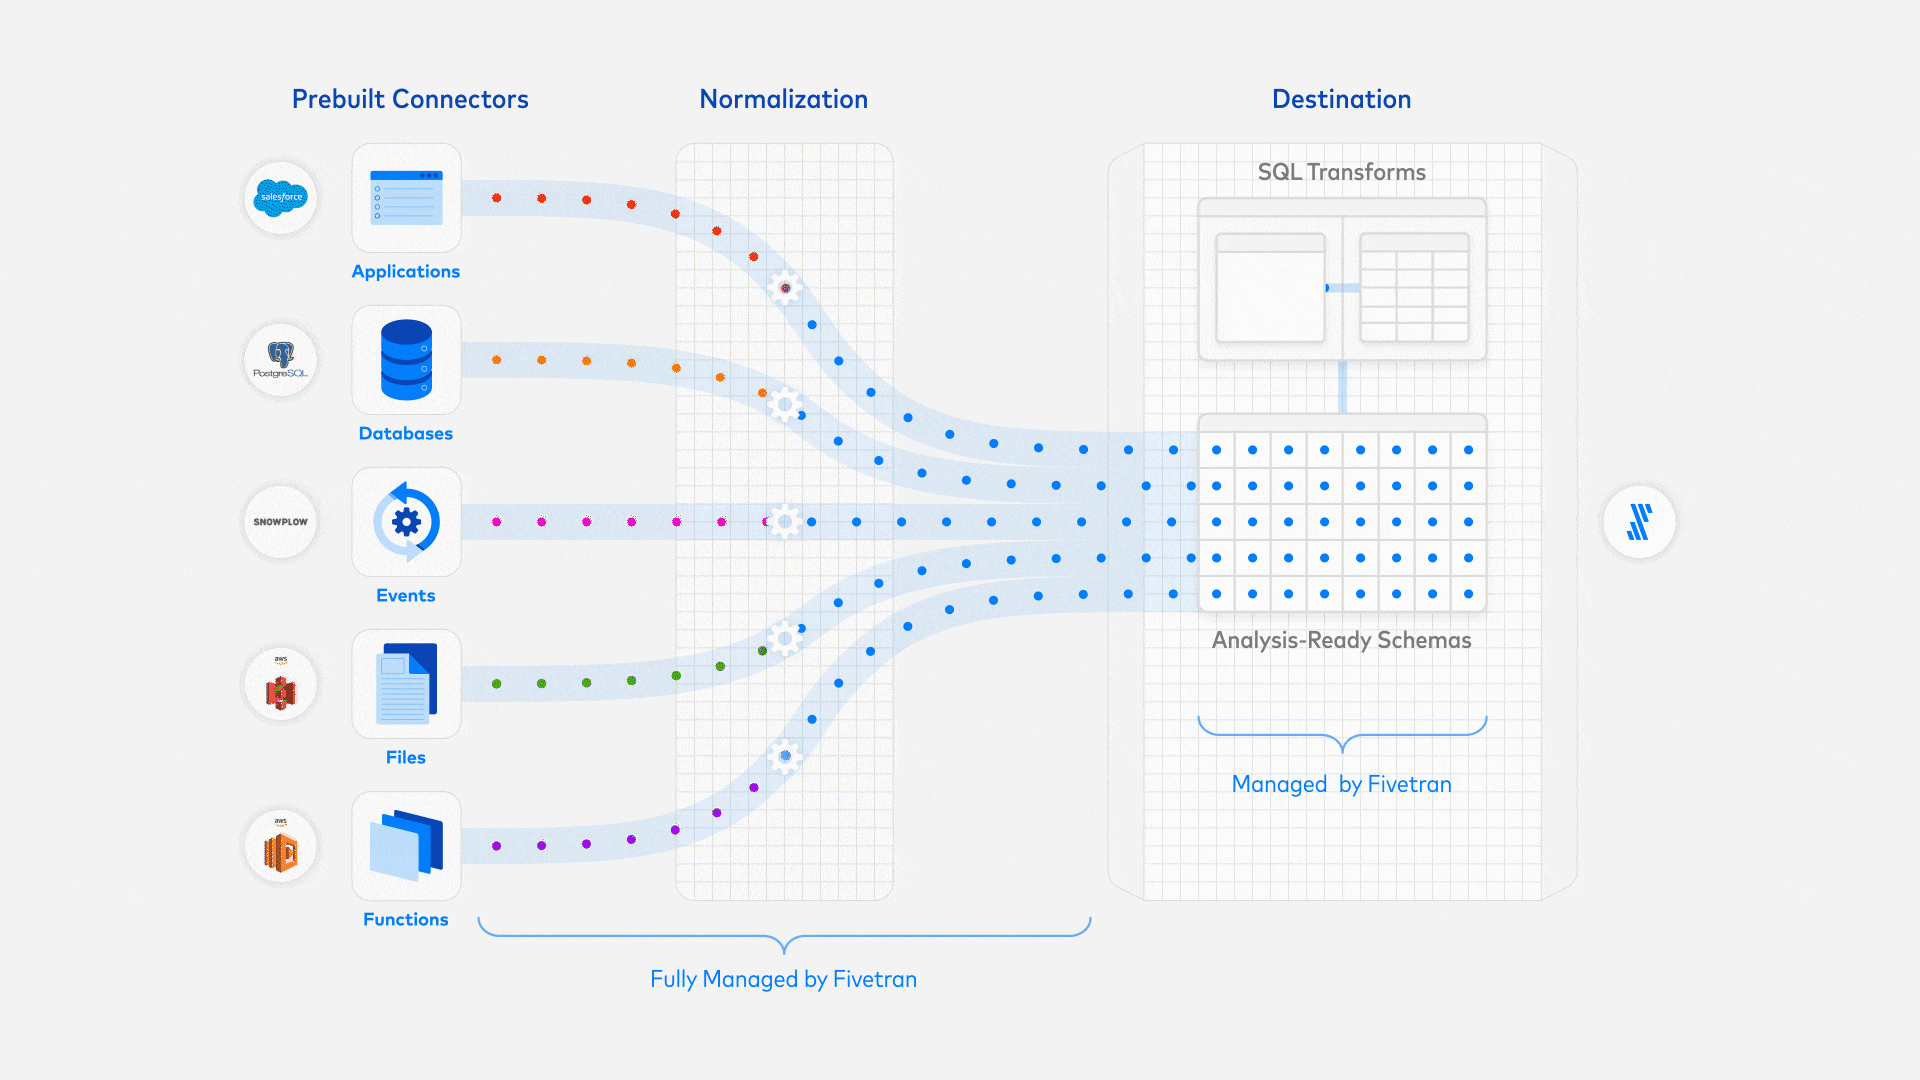 Prebuilt Connectors
Normalization
Destination
salesforce
Applications
PostgreSQL
Databases
SNOWPLOW
Events
aws
Files
aws
Functions
Fully Managed by Fivetran
SQL Transforms
Analysis-Ready Schemas
Managed by Fivetran